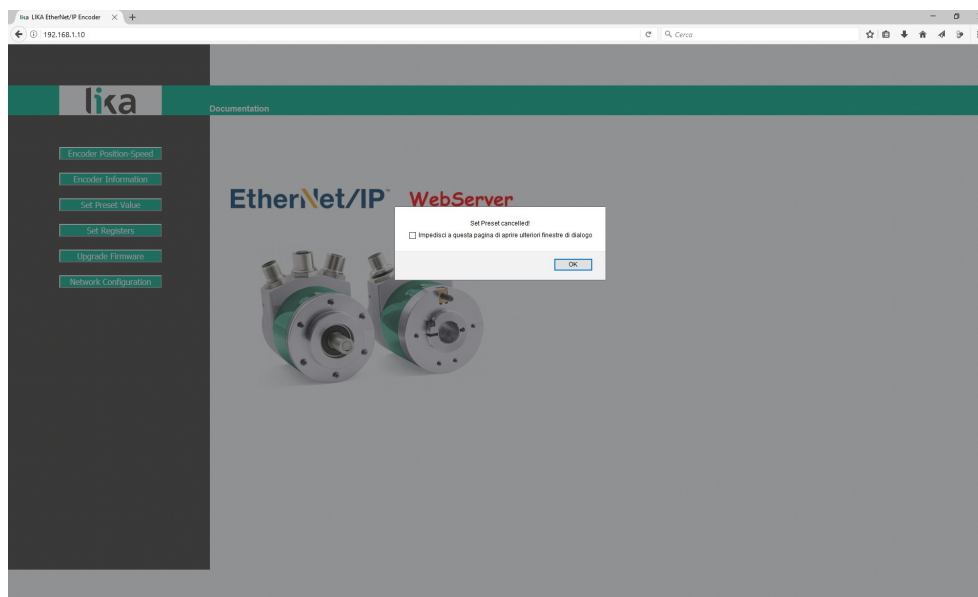 lika LIKA EtherNet/IP Encoder
192.168.1.10
Cerca
lika
Documentation
Encoder Position-Speed
Encoder Information
Set Preset Value
Set Registers
Upgrade Firmware
Network Configuration
EtherNet/IP™ WebServer
Set Preset cancelled!
Impedisci a questa pagina di aprire ulteriori finestre di dialogo
OK